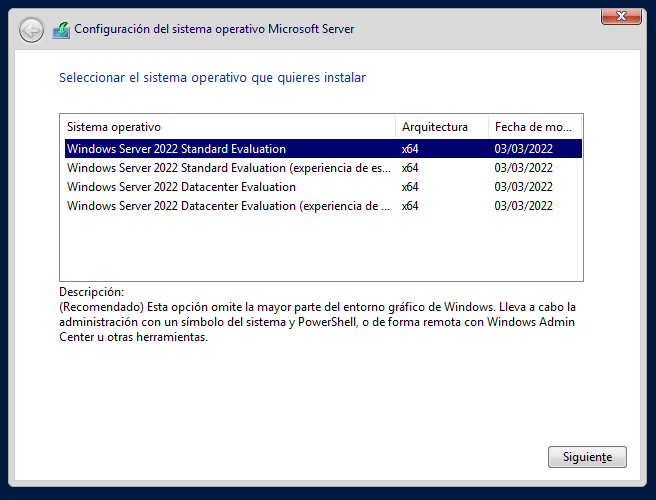 Configuración del sistema operativo Microsoft Server
Seleccionar el sistema operativo que quieres instalar
Sistema operativo Arquitectura Fecha de mo...
Windows Server 2022 Standard Evaluation x64 03/03/2022
Windows Server 2022 Standard Evaluation (experiencia de es... x64 03/03/2022
Windows Server 2022 Datacenter Evaluation x64 03/03/2022
Windows Server 2022 Datacenter Evaluation (experiencia de ... x64 03/03/2022
Descripción:
(Recomendado) Esta opción omite la mayor parte del entorno gráfico de Windows. Lleva a cabo la
administración con un símbolo del sistema y PowerShell, o de forma remota con Windows Admin
Center u otras herramientas.
Siguiente